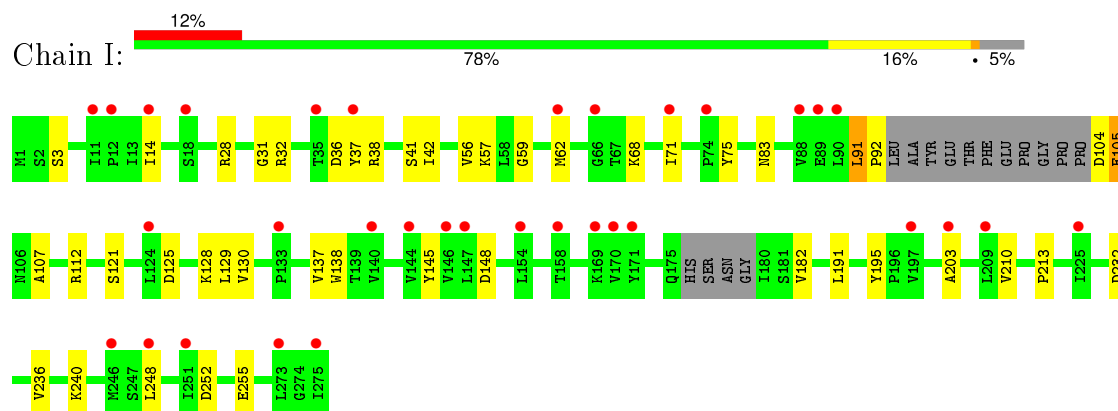 12%
Chain I:
78% 16% • 5%
M1 S2 S3 I11 P12 I13 I14 S18 R28 G31 R32 T35 D36 T37 R38 S41 I42 V56 K57 L58 G59 M62 G66 T67 K68 I71 P74 Y75 N83 V88 E89 L90 L91 P92 LEU ALA TYR GLU THR PHE GLU PRO GLY PRO PRO D104
N106 A107 R112 S121 L124 D125 K128 L129 V130 P133 V137 W138 T139 V140 V144 Y145 V146 L147 D148 L154 T158 K169 V170 Y171 Q175 HIS SER ASN GLY I180 S181 V182 L191 Y195 P196 V197 A203 L209 V210 P213 I225
V236 K240 M246 S247 L248 I251 D252 E255 L273 G274 I275